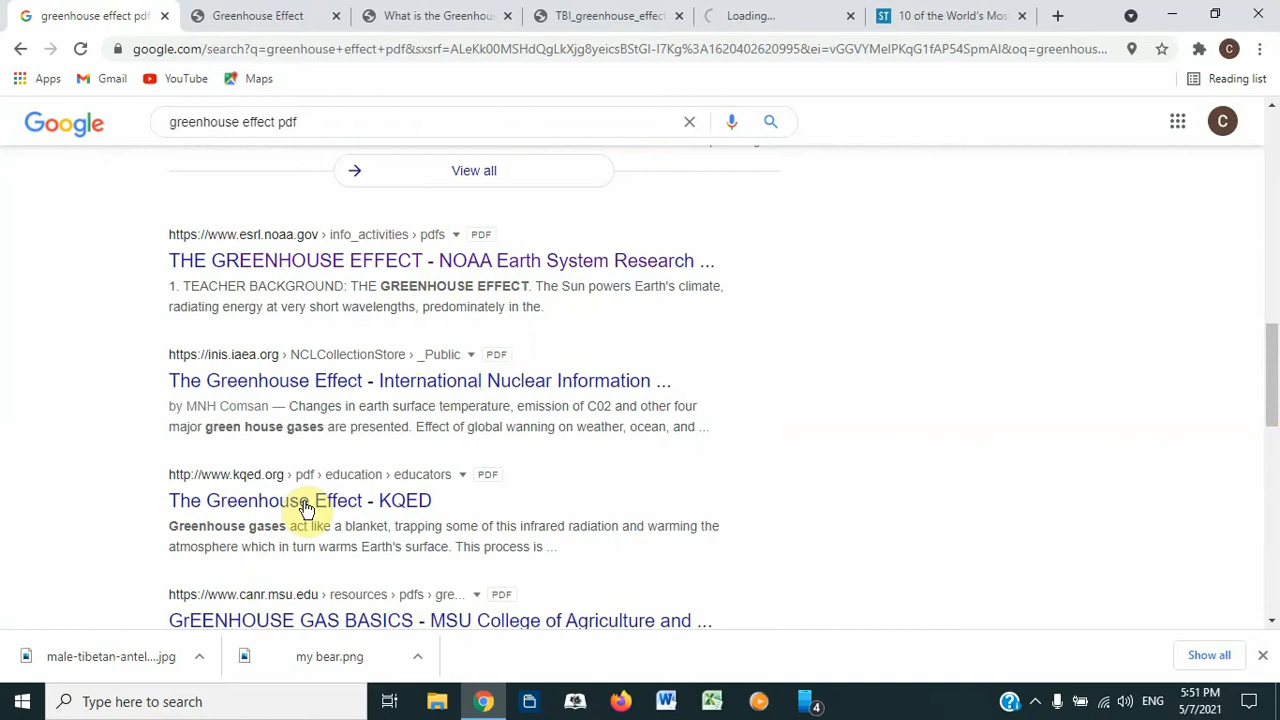 greenhouse effect pdf
Greenhouse Effect
What is the Greenhou
TBI_greenhouse_effect
Loading...
10 of the World's Mos
google.com/search?q=greenhouse+effect+pdf&sxsrf=ALeKk00MSHdQgLkXjg8yeicsBStGI-I7Kg%3A1620402620995&ei=vGGVYMelPKqG1fAP54SpmAI&oq=greenhous...
Apps
Gmail
YouTube
Maps
Reading list
Google
greenhouse effect pdf
C
View all
https://www.esrl.noaa.gov › info_activities › pdfs PDF
THE GREENHOUSE EFFECT - NOAA Earth System Research ...
1. TEACHER BACKGROUND: THE GREENHOUSE EFFECT. The Sun powers Earth's climate,
radiating energy at very short wavelengths, predominately in the.
https://inis.iaea.org › NCLCollectionStore › _Public PDF
The Greenhouse Effect - International Nuclear Information ...
by MNH Comsan — Changes in earth surface temperature, emission of C02 and other four
major green house gases are presented. Effect of global wanning on weather, ocean, and ...
http://www.kqed.org › pdf › education › educators PDF
The Greenhouse Effect - KQED
Greenhouse gases act like a blanket, trapping some of this infrared radiation and warming the
atmosphere which in turn warms Earth's surface. This process is ...
https://www.canr.msu.edu › resources › pdfs › gre... PDF
GrEENHOUSE GAS BASICS - MSU College of Agriculture and ...
male-tibetan-antel....jpg
my bear.png
Show all
Type here to search
4
ENG
5:51 PM
5/7/2021